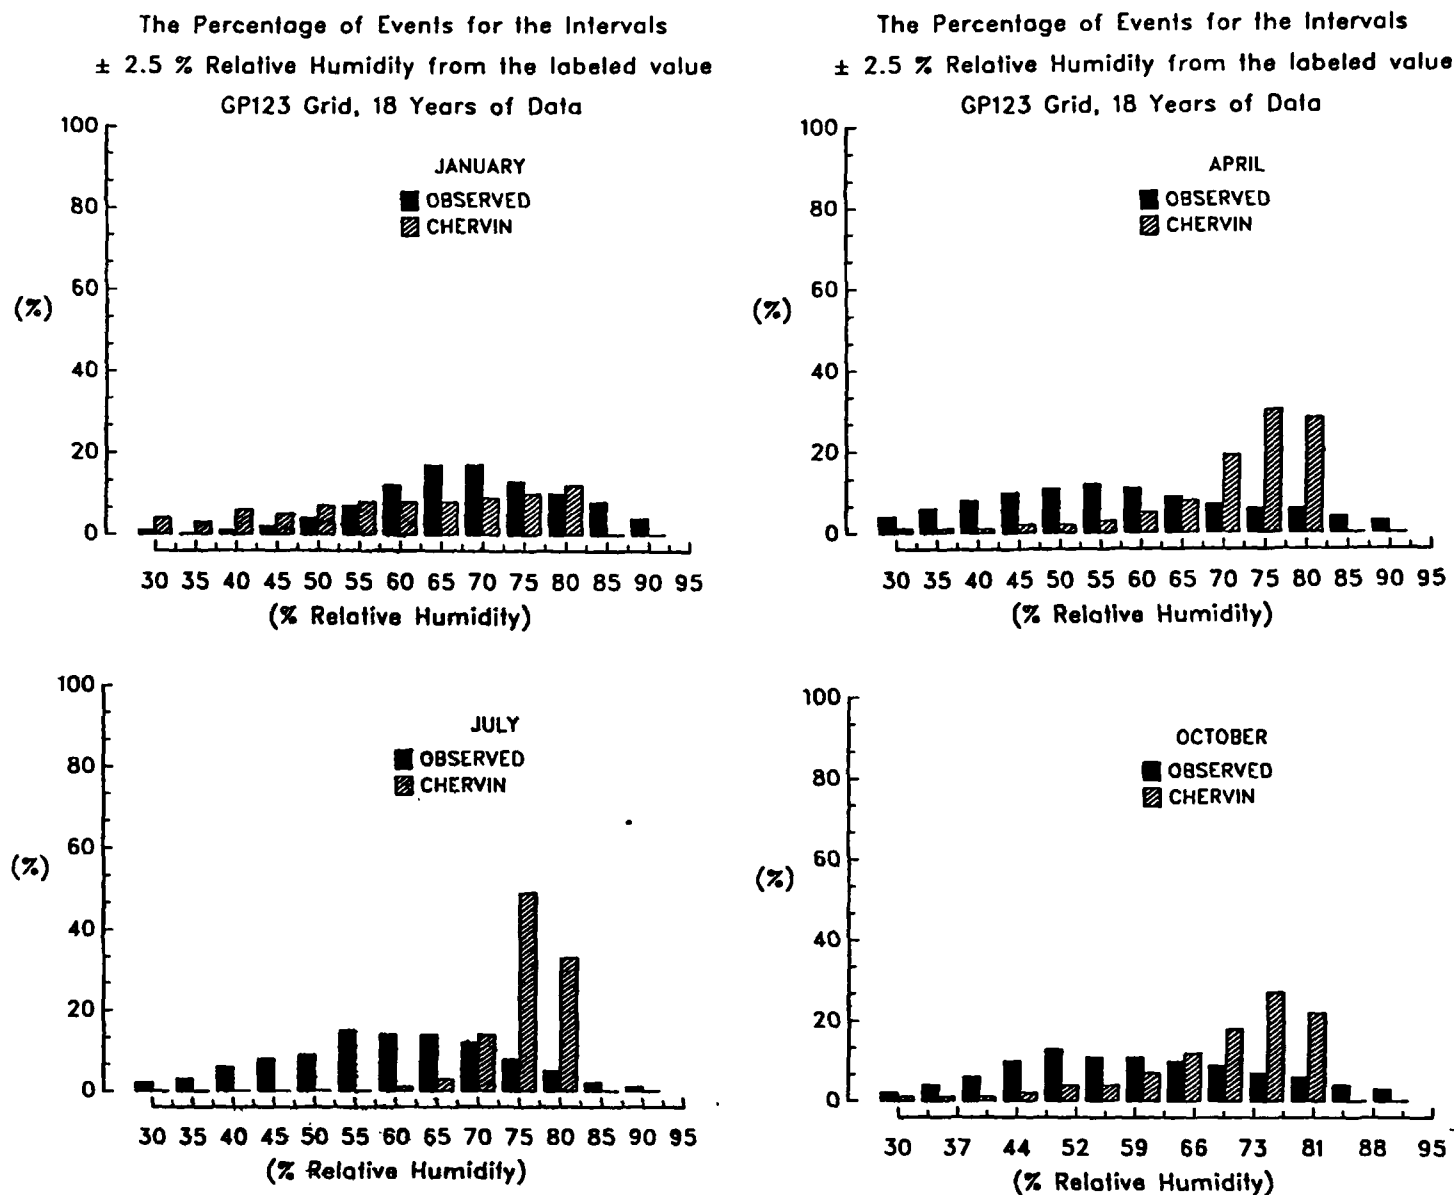 The Percentage of Events for the Intervals
± 2.5 % Relative Humidity from the labeled value
GP123 Grid, 18 Years of Data
100
80
60
40
20
0
(%)
JANUARY
OBSERVED
CHERVIN
30 35 40 45 50 55 60 65 70 75 80 85 90 95
(% Relative Humidity)
The Percentage of Events for the Intervals
± 2.5 % Relative Humidity from the labeled value
GP123 Grid, 18 Years of Data
100
80
60
40
20
0
(%)
APRIL
OBSERVED
CHERVIN
30 35 40 45 50 55 60 65 70 75 80 85 90 95
(% Relative Humidity)
100
80
60
40
20
0
(%)
JULY
OBSERVED
CHERVIN
30 35 40 45 50 55 60 65 70 75 80 85 90 95
(% Relative Humidity)
100
80
60
40
20
0
(%)
OCTOBER
OBSERVED
CHERVIN
30 37 44 52 59 66 73 81 88 95
(% Relative Humidity)